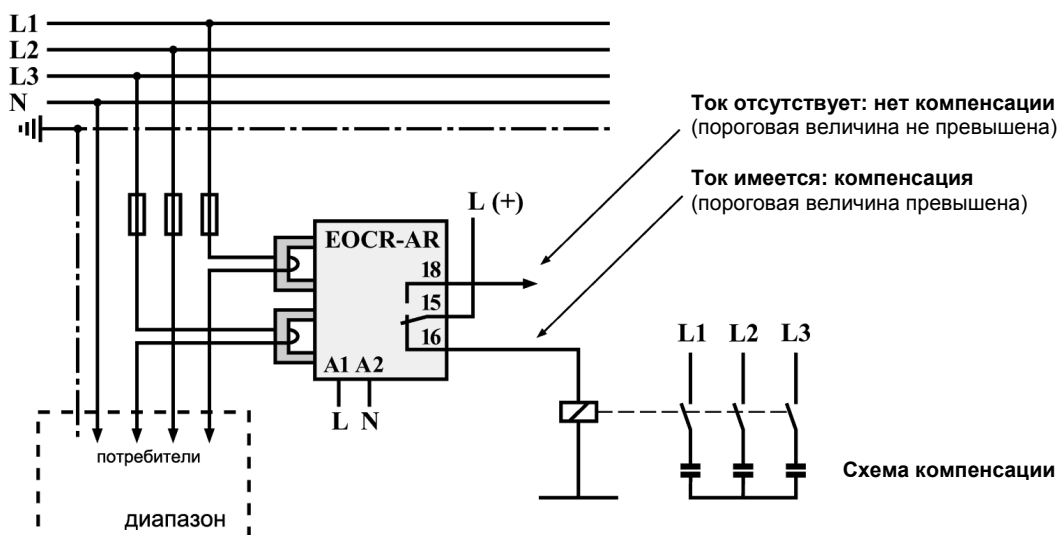 L1
L2
L3
N
Ток отсутствует: нет компенсации
(пороговая величина не превышена)
Ток имеется: компенсация
(пороговая величина превышена)
L (+)
EOCR-AR
18
15
16
A1 A2
L N
L1 L2 L3
потребители
Схема компенсации
диапазон